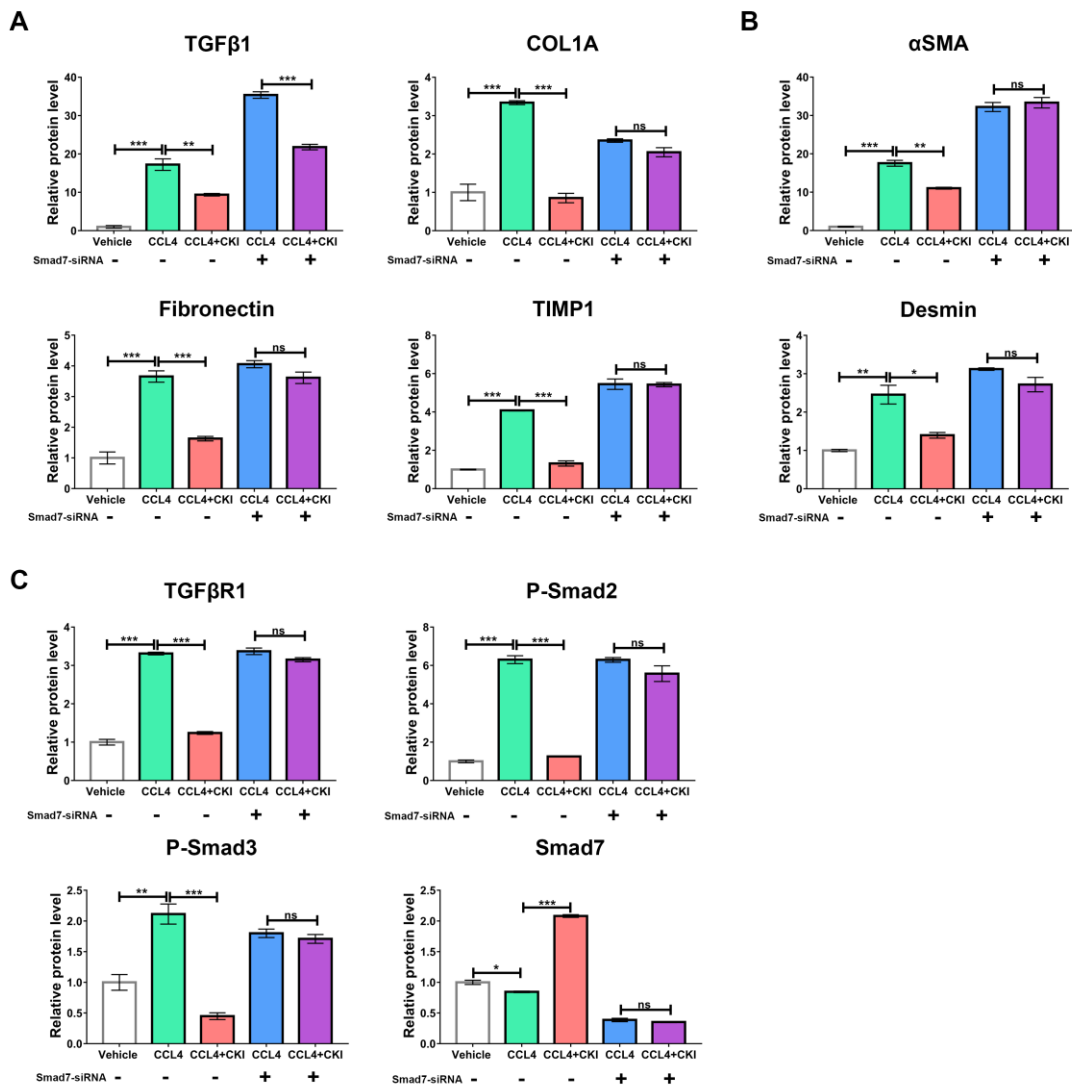 A
B
TGFβ1
COL1A
αSMA
Relative protein level
40
30
20
10
0
*** ** ***
Vehicle CCL4 CCL4+CKI CCL4 CCL4+CKI
Smad7-siRNA - - - + +
Relative protein level
4
3
2
1
0
*** *** ns
Vehicle CCL4 CCL4+CKI CCL4 CCL4+CKI
Smad7-siRNA - - - + +
Relative protein level
40
30
20
10
0
*** ** ns
Vehicle CCL4 CCL4+CKI CCL4 CCL4+CKI
Smad7-siRNA - - - + +
Fibronectin
TIMP1
Desmin
Relative protein level
5
4
3
2
1
0
*** *** ns
Vehicle CCL4 CCL4+CKI CCL4 CCL4+CKI
Smad7-siRNA - - - + +
Relative protein level
8
6
4
2
0
*** *** ns
Vehicle CCL4 CCL4+CKI CCL4 CCL4+CKI
Smad7-siRNA - - - + +
Relative protein level
4
3
2
1
0
** * ns
Vehicle CCL4 CCL4+CKI CCL4 CCL4+CKI
Smad7-siRNA - - - + +
C
TGFβR1
P-Smad2
Relative protein level
4
3
2
1
0
*** *** ns
Vehicle CCL4 CCL4+CKI CCL4 CCL4+CKI
Smad7-siRNA - - - + +
Relative protein level
8
6
4
2
0
*** *** ns
Vehicle CCL4 CCL4+CKI CCL4 CCL4+CKI
Smad7-siRNA - - - + +
P-Smad3
Smad7
Relative protein level
2.5
2.0
1.5
1.0
0.5
0.0
** *** ns
Vehicle CCL4 CCL4+CKI CCL4 CCL4+CKI
Smad7-siRNA - - - + +
Relative protein level
2.5
2.0
1.5
1.0
0.5
0.0
* *** ns
Vehicle CCL4 CCL4+CKI CCL4 CCL4+CKI
Smad7-siRNA - - - + +